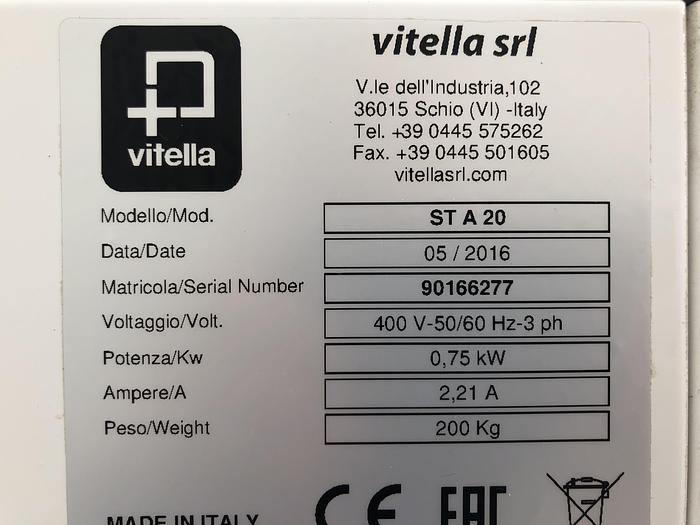 vitella srl
vitella
V.le dell'Industria,102
36015 Schio (VI) -Italy
Tel. +39 0445 575262
Fax. +39 0445 501605
vitellasrl.com
Modello/Mod. ST A 20
Data/Date 05 / 2016
Matricola/Serial Number 90166277
Voltaggio/Volt. 400 V-50/60 Hz-3 ph
Potenza/Kw 0,75 kW
Ampere/A 2,21 A
Peso/Weight 200 Kg
MADE IN ITALY CE EAC